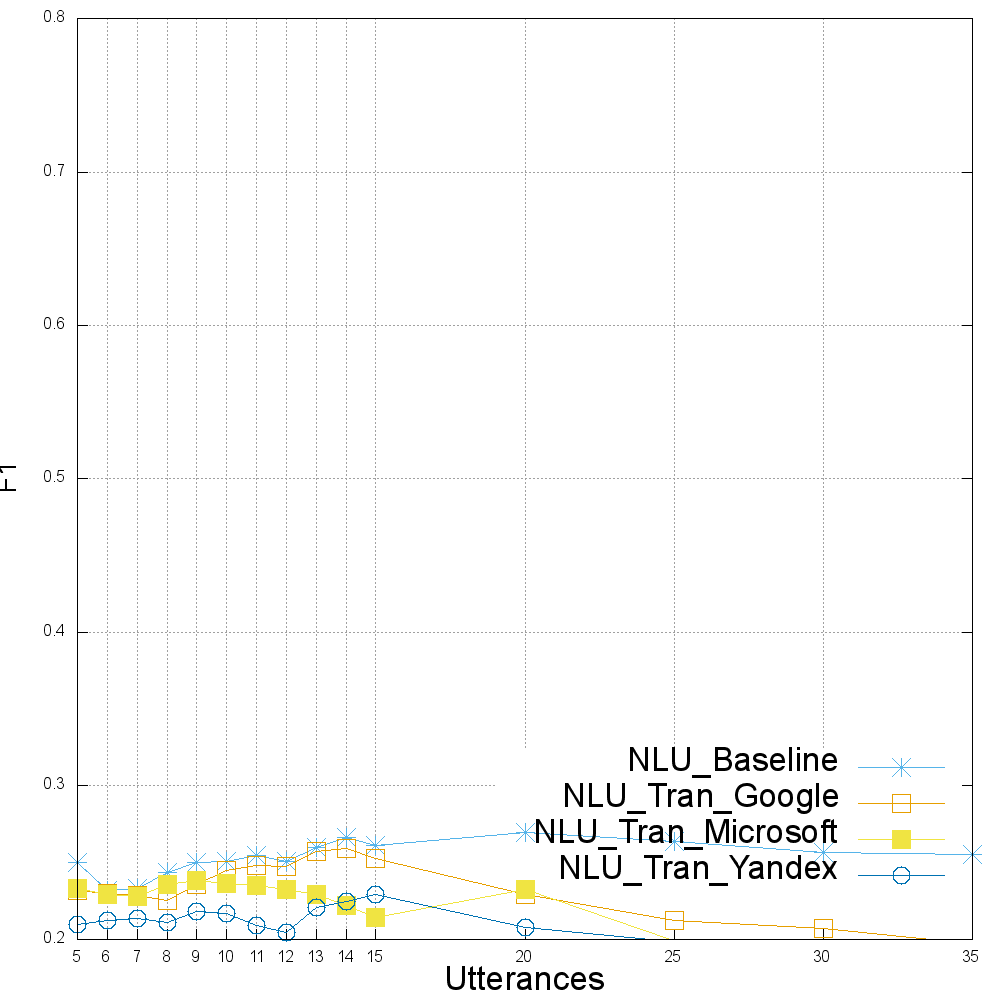 0.8
0.7
0.6
0.5
F1
0.4
0.3
NLU_Baseline
NLU_Tran_Google
NLU_Tran_Microsoft
NLU_Tran_Yandex
0.2
5 6 7 8 9 10 11 12 13 14 15 20 25 30 35
Utterances